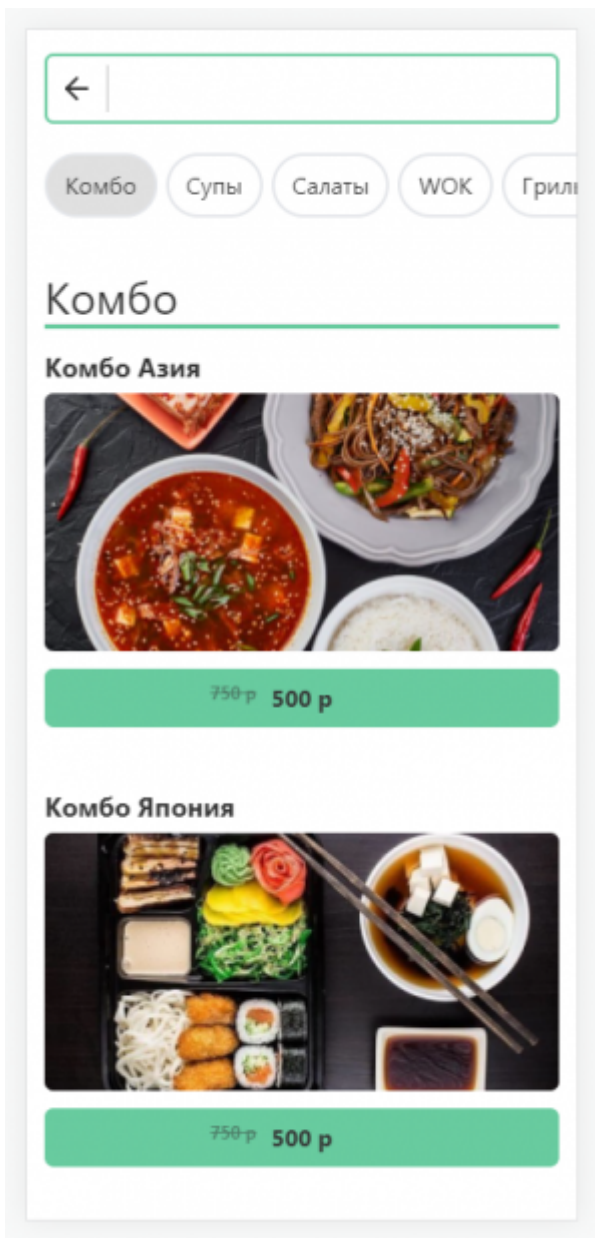 Комбо Супы Салаты WOK Грил
Комбо
Комбо Азия
750 р 500 р
Комбо Япония
750 р 500 р